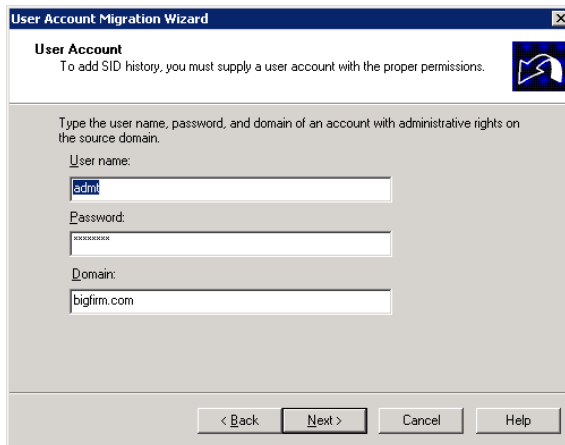 User Account Migration Wizard
User Account
To add SID history, you must supply a user account with the proper permissions.
Type the user name, password, and domain of an account with administrative rights on
the source domain.
User name:
admt
Password:
********
Domain:
bigfirm.com
< Back
Next >
Cancel
Help